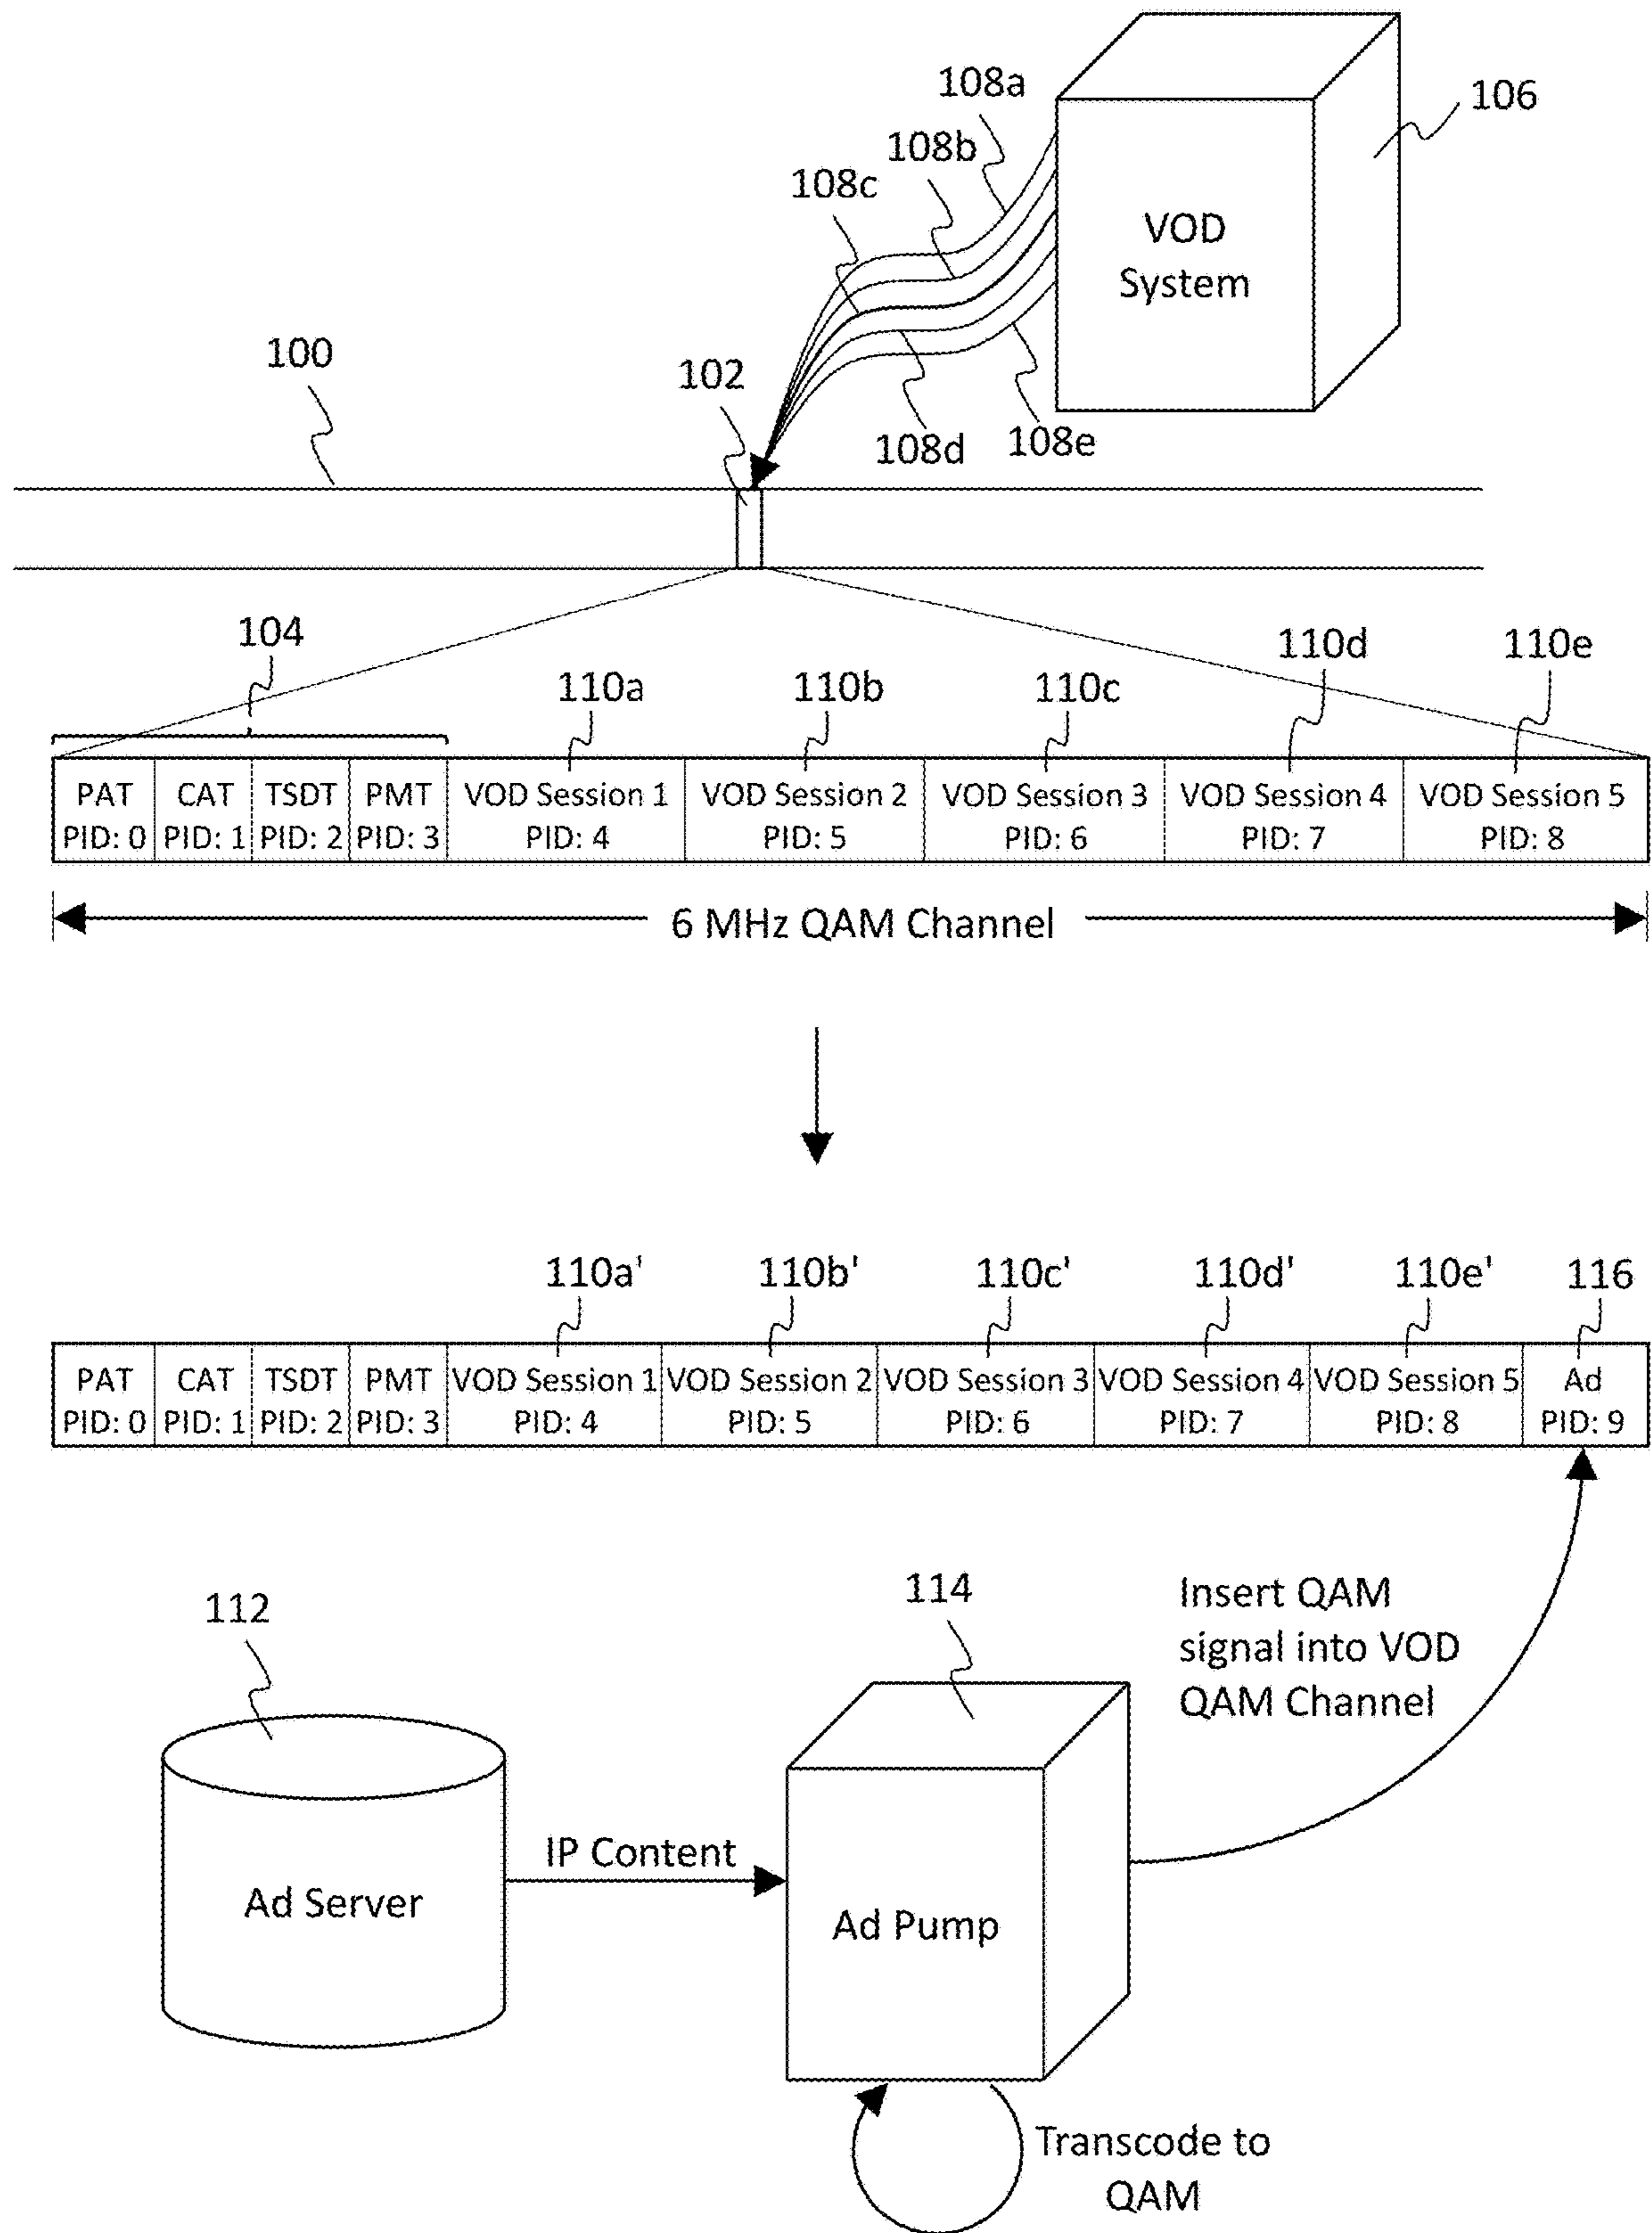 108a
106
108b
108c
VOD
System
100
102
108d
108e
104
110a
110b
110c
110d
110e
PAT CAT TSDT PMT VOD Session 1 VOD Session 2 VOD Session 3 VOD Session 4 VOD Session 5
PID: 0 PID: 1 PID: 2 PID: 3 PID: 4 PID: 5 PID: 6 PID: 7 PID: 8
6 MHz QAM Channel
110a' 110b' 110c' 110d' 110e' 116
PAT CAT TSDT PMT VOD Session 1 VOD Session 2 VOD Session 3 VOD Session 4 VOD Session 5 Ad
PID: 0 PID: 1 PID: 2 PID: 3 PID: 4 PID: 5 PID: 6 PID: 7 PID: 8 PID: 9
112
114
Insert QAM
signal into VOD
QAM Channel
IP Content
Ad Server
Ad Pump
Transcode to
QAM